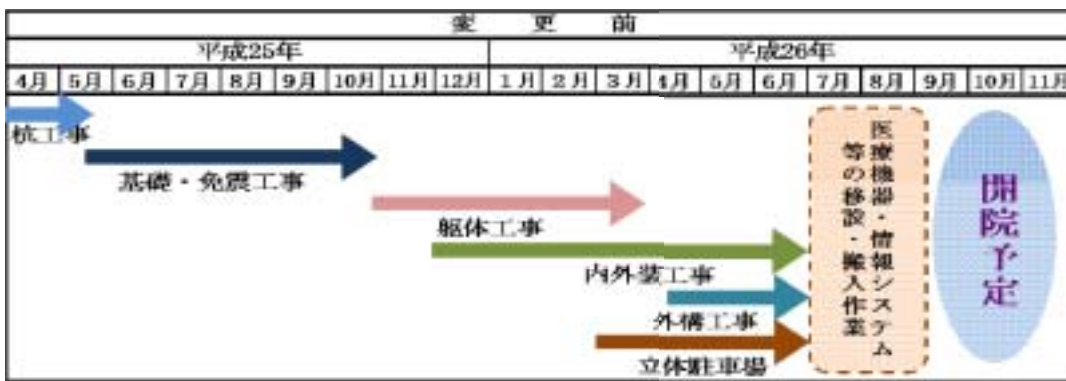 変 更 前
平成25年 平成26年
4月 5月 6月 7月 8月 9月 10月 11月 12月 1月 2月 3月 4月 5月 6月 7月 8月 9月 10月 11月
杭工事
基礎・免震工事
躯体工事
内外装工事
外構工事
立体駐車場
医療機器・情報システム
等の移設・搬入作業
開院予定